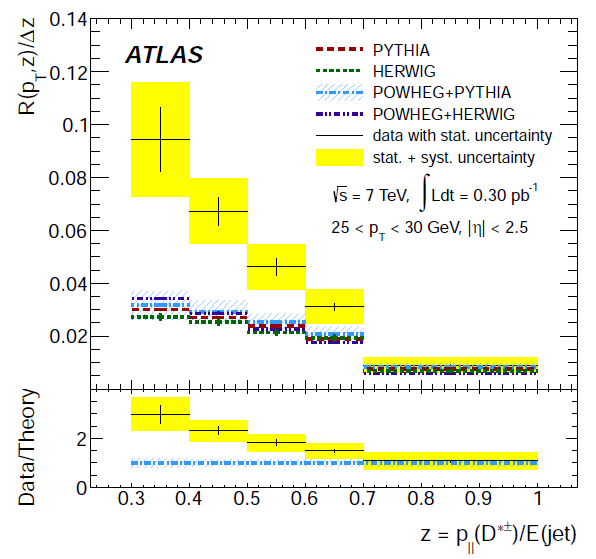 R(p_T,z)/Δz
0.14
0.12
0.1
0.08
0.06
0.04
0.02
ATLAS
PYTHIA
HERWIG
POWHEG+PYTHIA
POWHEG+HERWIG
data with stat. uncertainty
stat. + syst. uncertainty
√s = 7 TeV, ∫Ldt = 0.30 pb⁻¹
25 < p_T < 30 GeV, |η| < 2.5
Data/Theory
2
0
0.3 0.4 0.5 0.6 0.7 0.8 0.9 1
z = p_||(D*±)/E(jet)